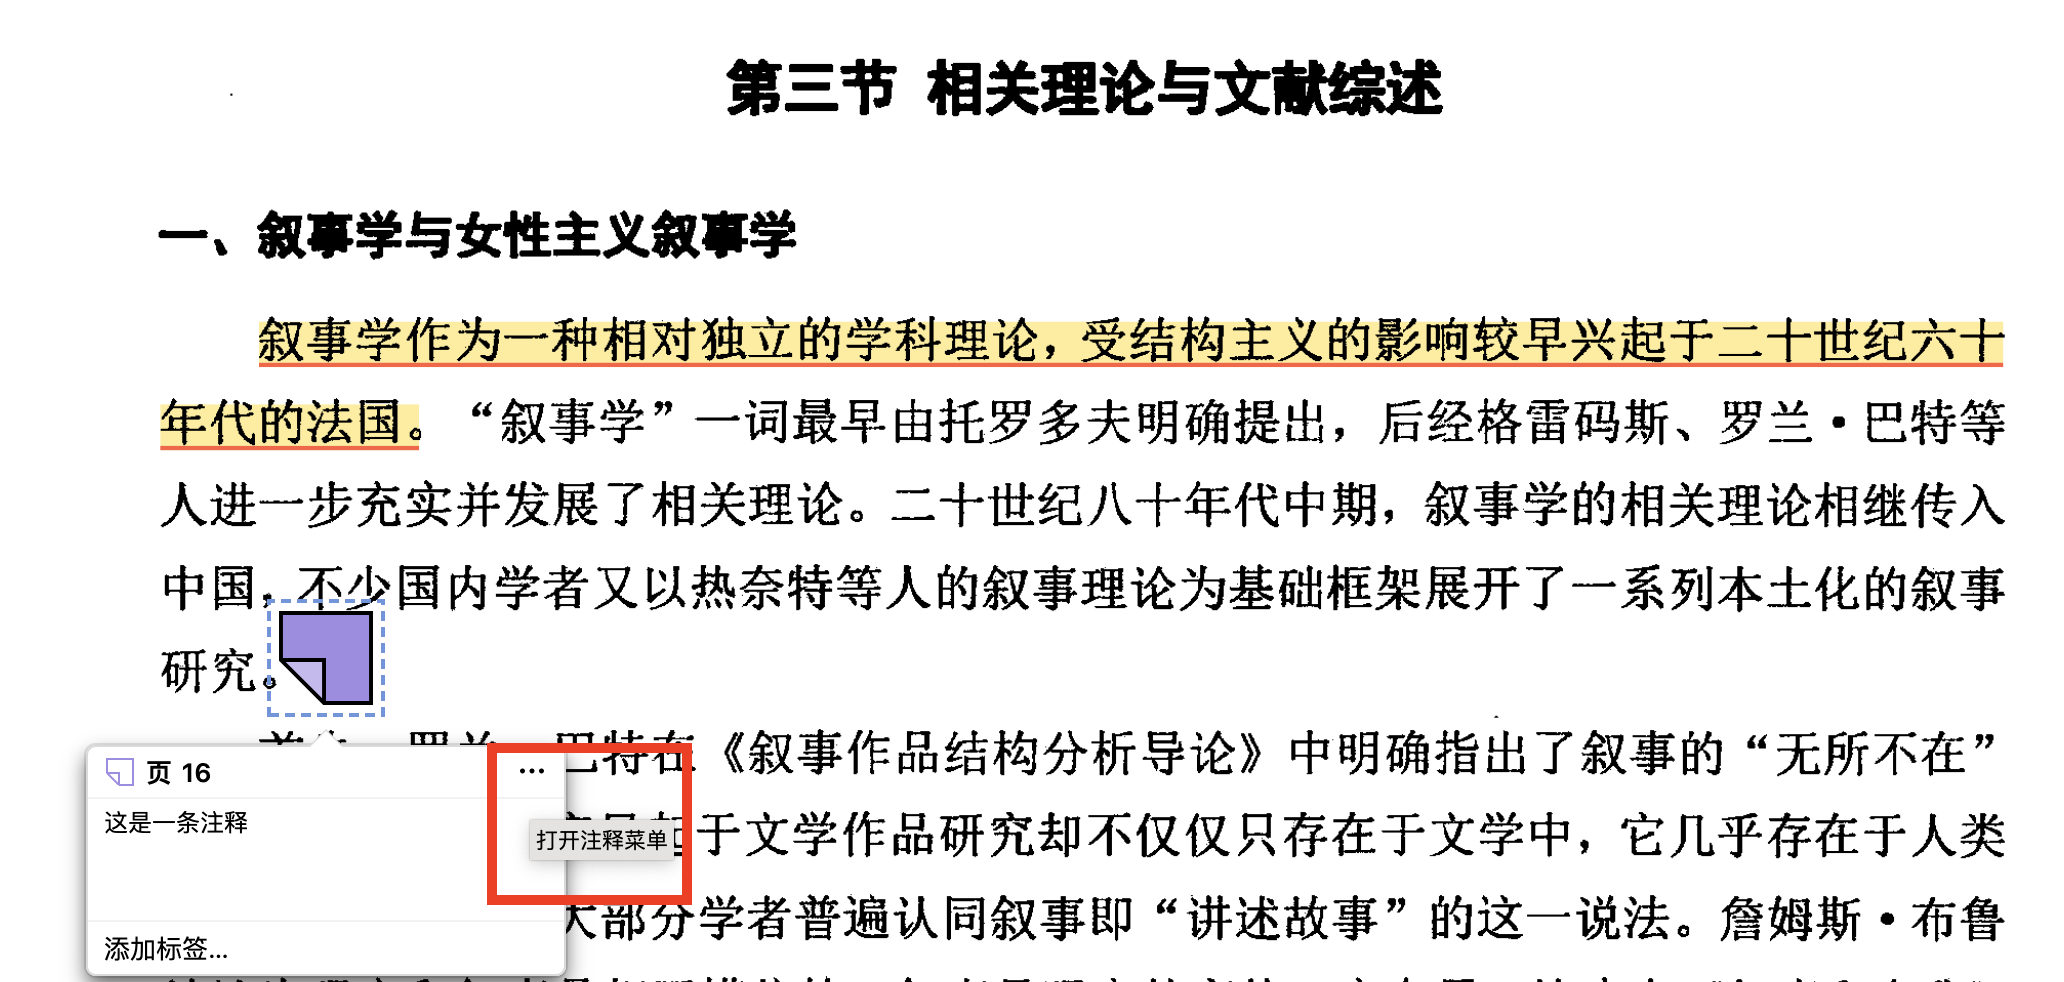 第三节 相关理论与文献综述
一、叙事学与女性主义叙事学
叙事学作为一种相对独立的学科理论，受结构主义的影响较早兴起于二十世纪六十
年代的法国。“叙事学”一词最早由托罗多夫明确提出，后经格雷码斯、罗兰·巴特等
人进一步充实并发展了相关理论。二十世纪八十年代中期，叙事学的相关理论相继传入
中国，不少国内学者又以热奈特等人的叙事理论为基础框架展开了一系列本土化的叙事
研究。
巴特在《叙事作品结构分析导论》中明确指出了叙事的“无所不在”
页 16
...
这是一条注释
打开注释菜单
于文学作品研究却不仅仅只存在于文学中，它几乎存在于人类
大部分学者普遍认同叙事即“讲述故事”的这一说法。詹姆斯·布鲁
添加标签...